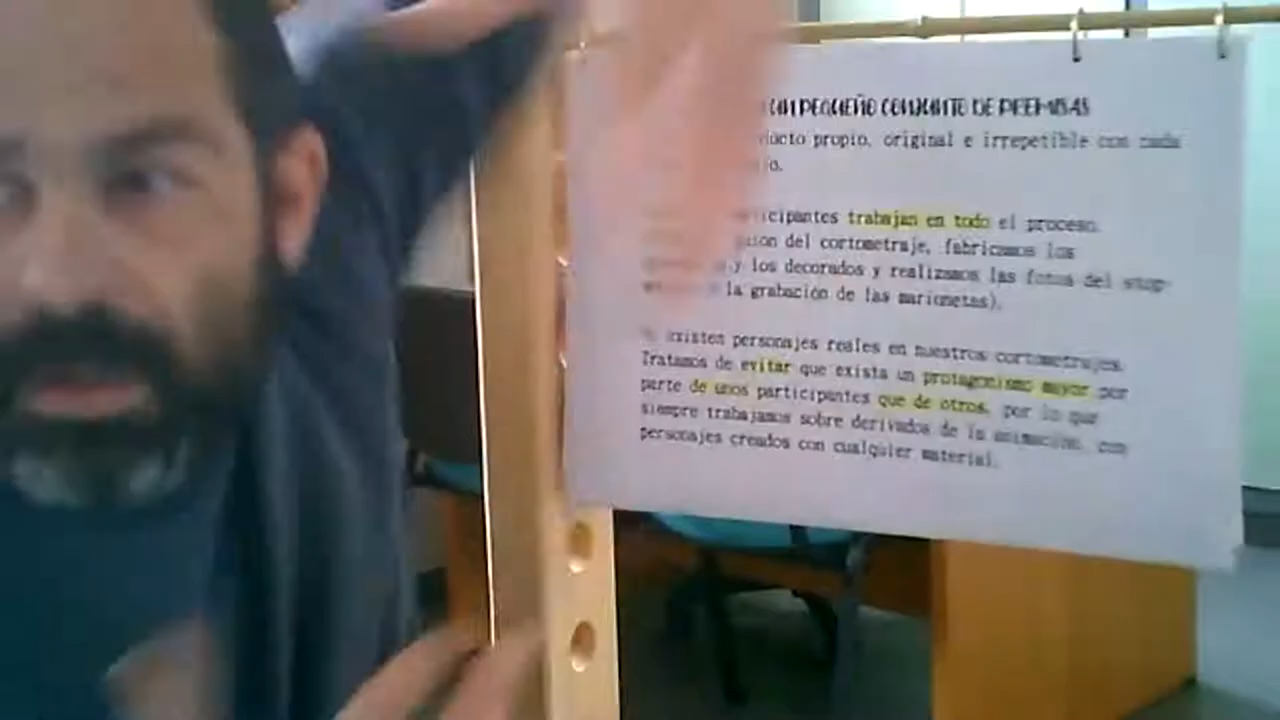 UN PEQUEÑO CONJUNTO DE PREMISAS
propio, original e irrepetible con cada
trabajan en todo el proceso.
del cortometraje, fabricamos los
y los decorados y realizamos las fotos del stop-
la grabación de las marionetas).
existen personajes reales en nuestros cortometrajes.
Tratamos de evitar que exista un protagonismo mayor por
parte de unos participantes que de otros, por lo que
siempre trabajamos sobre derivados de la animación, con
personajes creados con cualquier material.